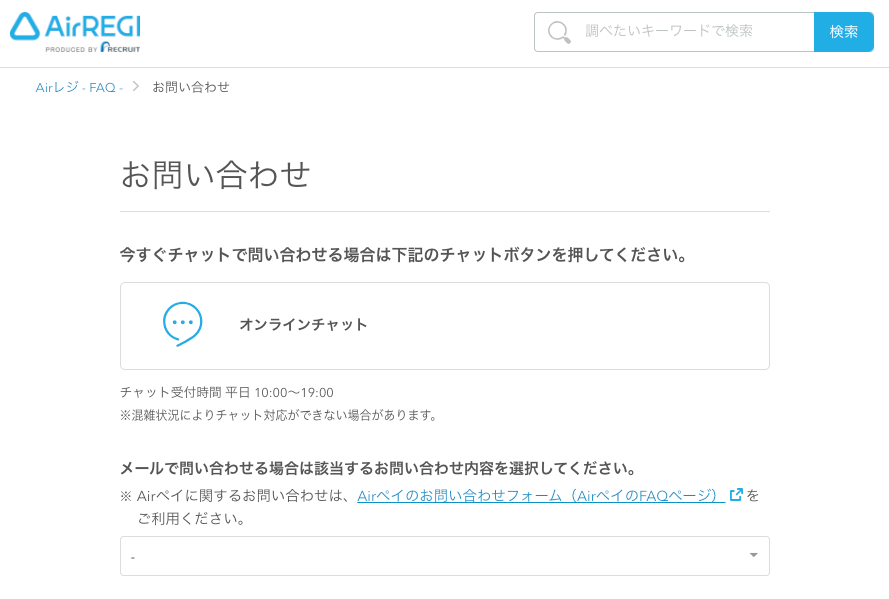 AirREGI
PRODUCED BY RECRUIT
調べたいキーワードで検索
検索
Airレジ - FAQ -
お問い合わせ
お問い合わせ
今すぐチャットで問い合わせる場合は下記のチャットボタンを押してください。
オンラインチャット
チャット受付時間 平日 10:00〜19:00
※混雑状況によりチャット対応ができない場合があります。
メールで問い合わせる場合は該当するお問い合わせ内容を選択してください。
※ Airペイに関するお問い合わせは、Airペイのお問い合わせフォーム（AirペイのFAQページ）を
ご利用ください。
-